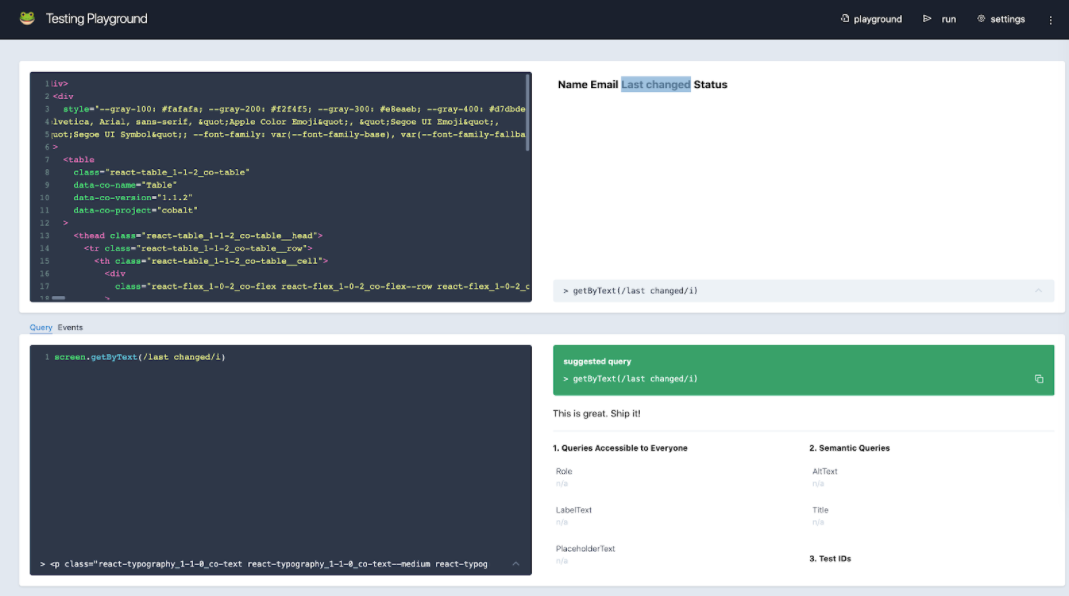 Testing Playground
playground
run
settings
1 iv>
2 <div
3 style="--gray-100: #fafafa; --gray-200: #f2f4f5; --gray-300: #e8eaeb; --gray-400: #d7dbde
4 lvetica, Arial, sans-serif, &quot;Apple Color Emoji&quot;, &quot;Segoe UI Emoji&quot;,
5 uot;Segoe UI Symbol&quot;; --font-family: var(--font-family-base), var(--font-family-fallba
6 >
7 <table
8 class="react-table_1-1-2_co-table"
9 data-co-name="Table"
10 data-co-version="1.1.2"
11 data-co-project="cobalt"
12 >
13 <thead class="react-table_1-1-2_co-table__head">
14 <tr class="react-table_1-1-2_co-table__row">
15 <th class="react-table_1-1-2_co-table__cell">
16 <div
17 class="react-flex_1-0-2_co-flex react-flex_1-0-2_co-flex--row react-flex_1-0-2_c
18 >
Name Email Last changed Status
> getByText(/last changed/i)
Query Events
1 screen.getByText(/last changed/i)
> <p class="react-typography_1-1-0_co-text react-typography_1-1-0_co-text--medium react-typog
suggested query
> getByText(/last changed/i)
This is great. Ship it!
1. Queries Accessible to Everyone
Role
n/a
LabelText
n/a
PlaceholderText
n/a
2. Semantic Queries
AltText
n/a
Title
n/a
3. Test IDs